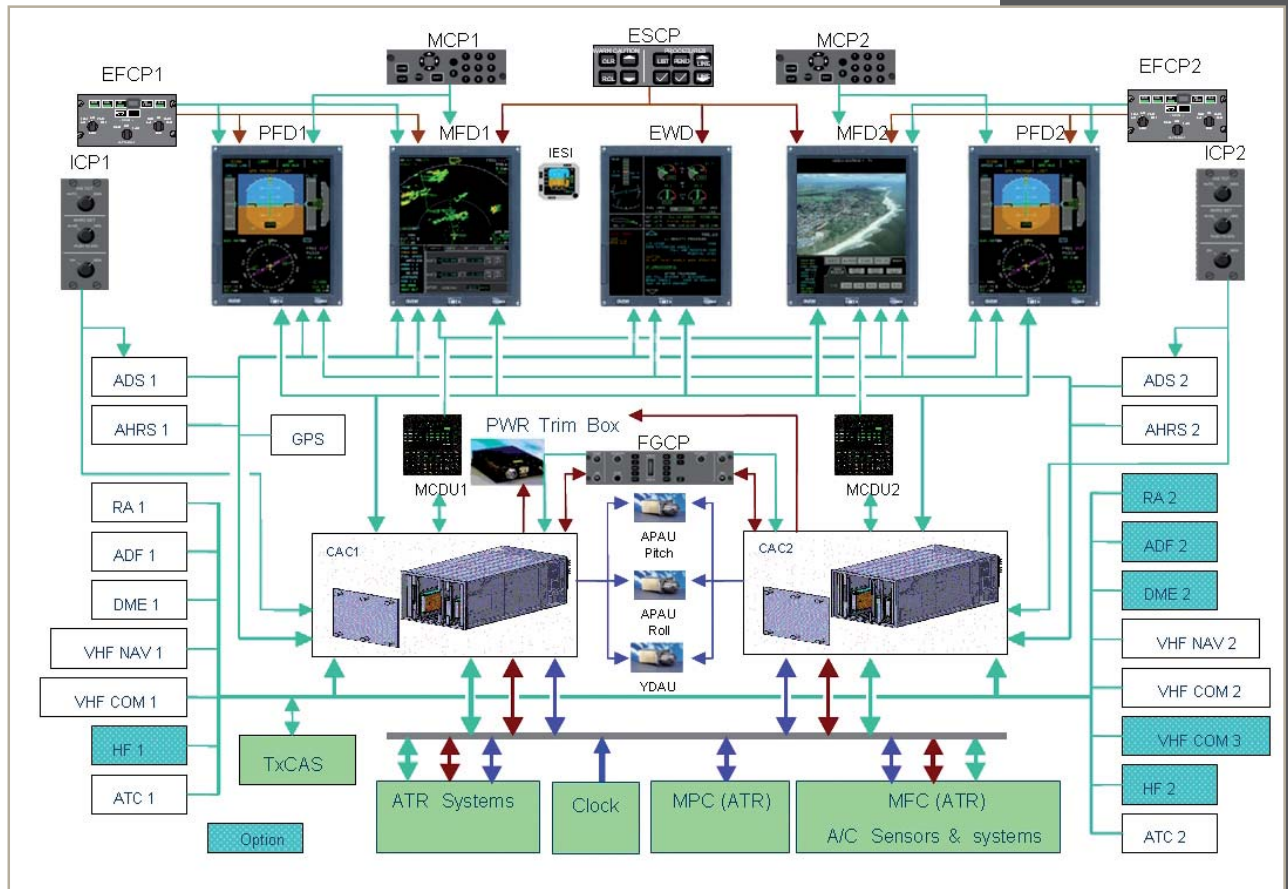 MCP1
ESCP
MCP2
EFCP1
EFCP2
CLR
LIST
RCL
PFD1
MFD1
EWD
MFD2
PFD2
ICP1
IESI
ICP2
ADS 1
ADS 2
AHRS 1
GPS
PWR Trim Box
FGCP
AHRS 2
MCDU1
MCDU2
RA 1
RA 2
CAC1
APAU
Pitch
CAC2
ADF 1
ADF 2
DME 1
APAU
Roll
DME 2
VHF NAV 1
YDAU
VHF NAV 2
VHF COM 1
VHF COM 2
HF 1
TxCAS
VHF COM 3
ATR Systems
Clock
MPC (ATR)
MFC (ATR)
A/C Sensors & systems
HF 2
ATC 1
Option
ATC 2